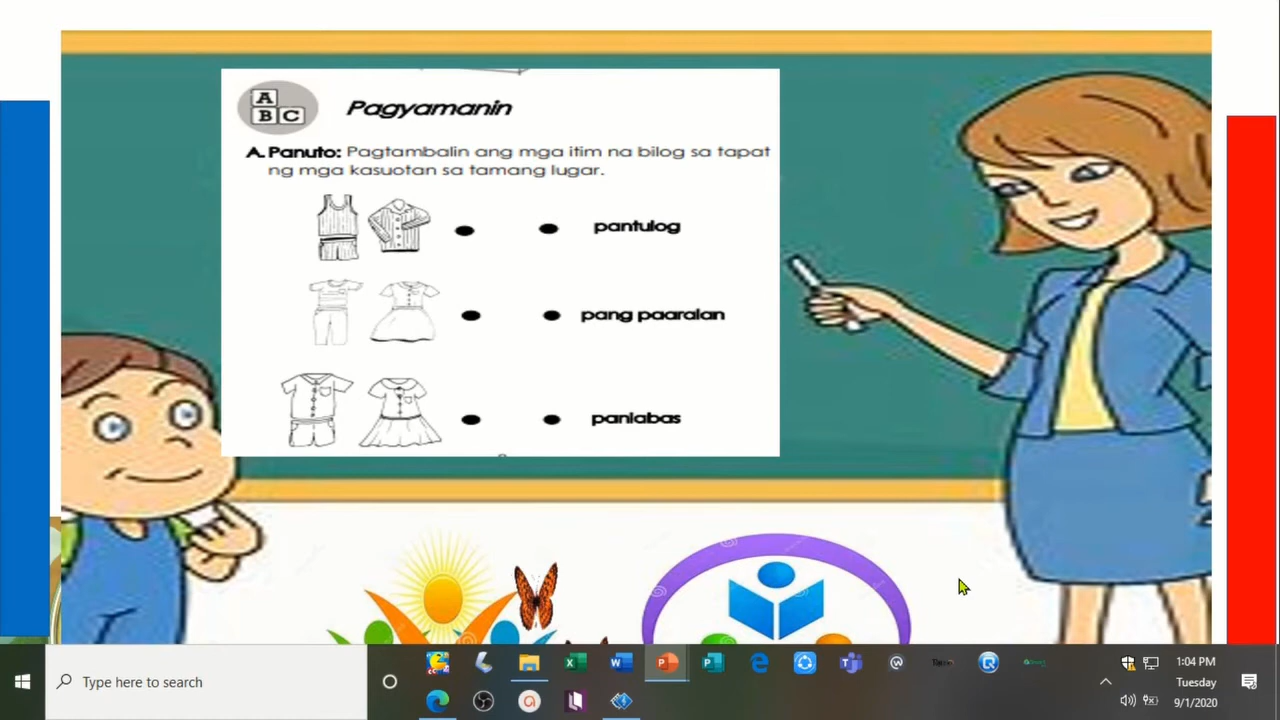 A
B C
Pagyamanin
A. Panuto: Pagtambalin ang mga itim na bilog sa tapat
ng mga kasuotan sa tamang lugar.
pantulog
pang paaralan
panlabas
Type here to search
1:04 PM
Tuesday
9/1/2020